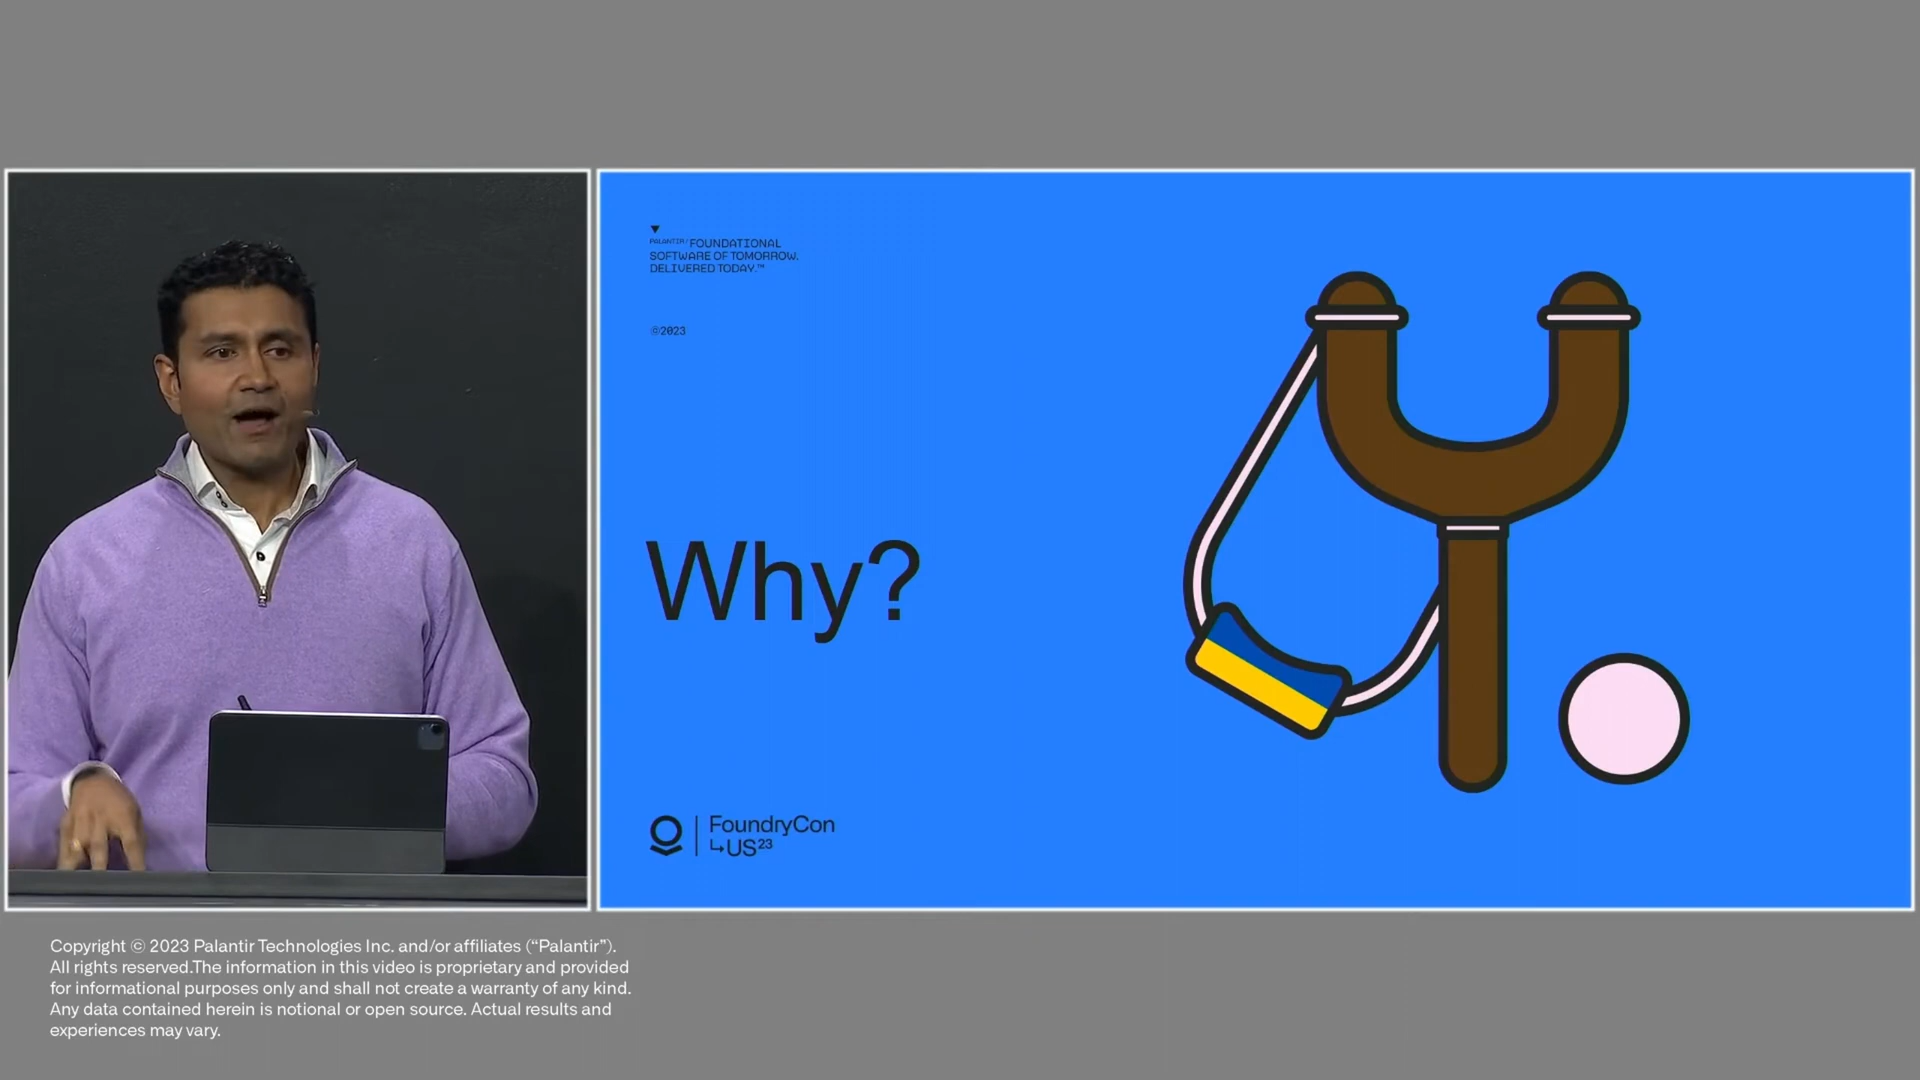 PALANTIR/FOUNDATIONAL
SOFTWARE OF TOMORROW.
DELIVERED TODAY.™
©2023
Why?
FoundryCon
↳US23
Copyright © 2023 Palantir Technologies Inc. and/or affiliates (“Palantir”).
All rights reserved.The information in this video is proprietary and provided
for informational purposes only and shall not create a warranty of any kind.
Any data contained herein is notional or open source. Actual results and
experiences may vary.